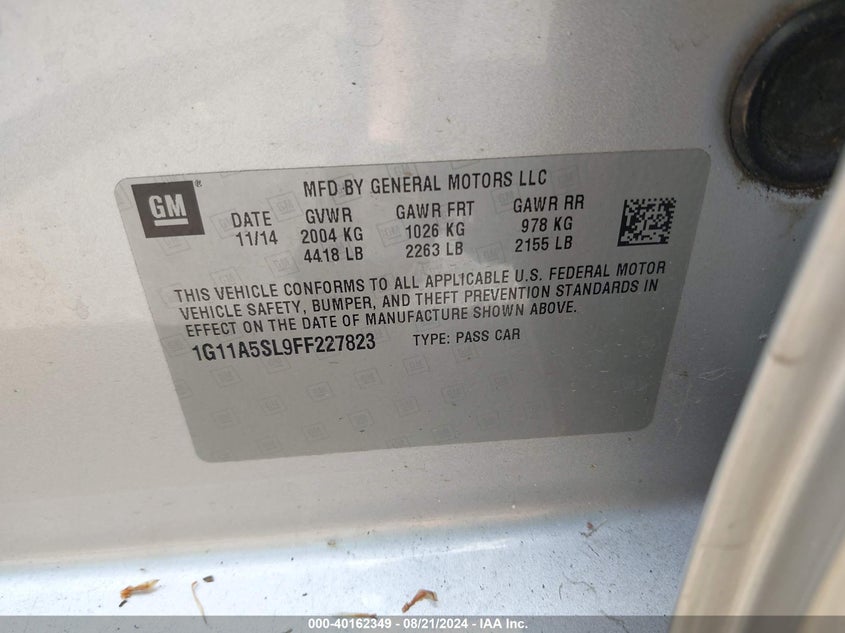 GM®
MFD BY GENERAL MOTORS LLC
DATE GVWR GAWR FRT GAWR RR
11/14 2004 KG 1026 KG 978 KG
4418 LB 2263 LB 2155 LB
THIS VEHICLE CONFORMS TO ALL APPLICABLE U.S. FEDERAL MOTOR
VEHICLE SAFETY, BUMPER, AND THEFT PREVENTION STANDARDS IN
EFFECT ON THE DATE OF MANUFACTURE SHOWN ABOVE.
1G11A5SL9FF227823 TYPE: PASS CAR
000-40162349 - 08/21/2024 - IAA Inc.